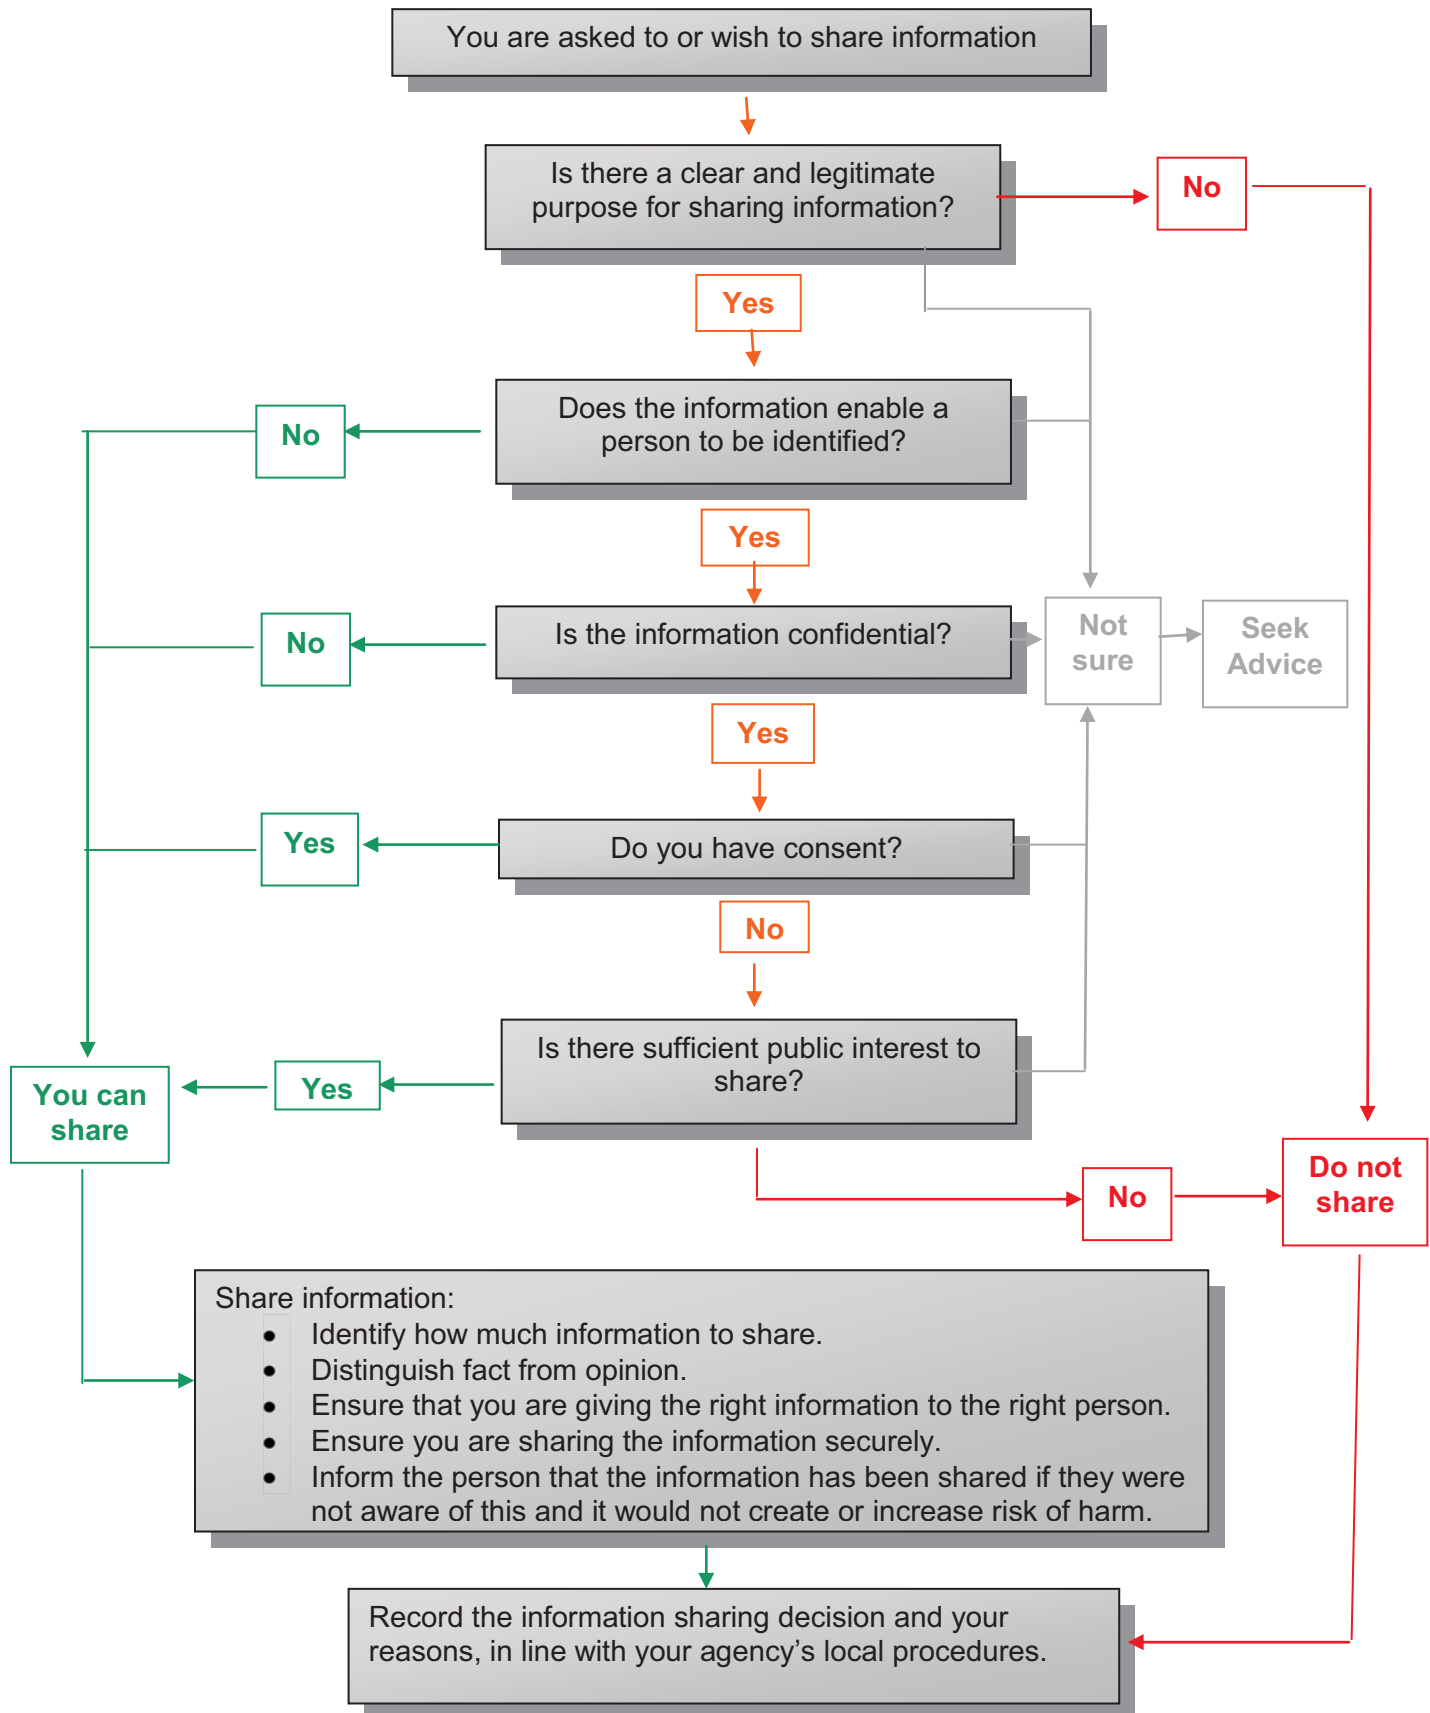 You are asked to or wish to share information
Is there a clear and legitimate
purpose for sharing information?
No
Yes
Does the information enable a
person to be identified?
No
Yes
Is the information confidential?
No
Not
sure
Seek
Advice
Yes
Do you have consent?
Yes
No
Is there sufficient public interest to
share?
Yes
You can
share
No
Do not
share
Share information:
● Identify how much information to share.
● Distinguish fact from opinion.
● Ensure that you are giving the right information to the right person.
● Ensure you are sharing the information securely.
● Inform the person that the information has been shared if they were
not aware of this and it would not create or increase risk of harm.
Record the information sharing decision and your
reasons, in line with your agency’s local procedures.